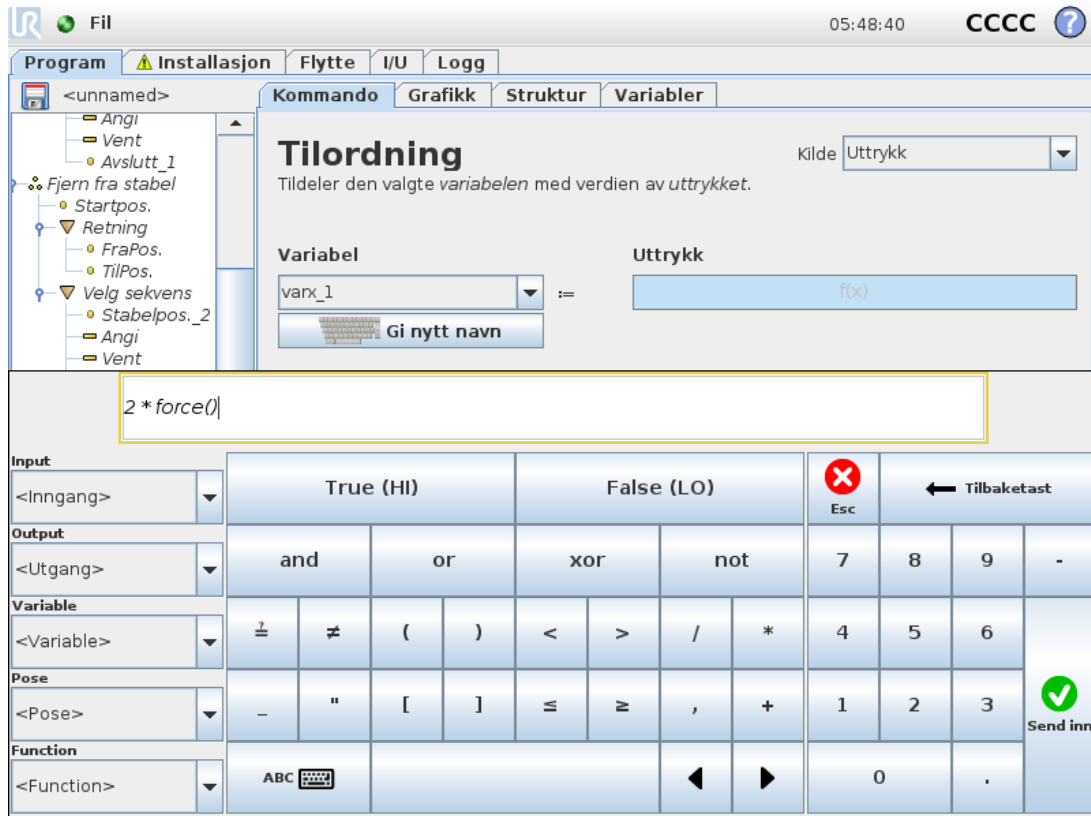 UR Fil 05:48:40 CCCC ?
Program Installasjon Flytte I/U Logg
<unnamed> Kommando Grafikk Struktur Variabler
Angi
Vent
Avslutt_1
Fjern fra stabel
Startpos.
Retning
FraPos.
TilPos.
Velg sekvens
Stabelpos._2
Angi
Vent
Tilordning
Kilde Uttrykk
Tildeler den valgte variabelen med verdien av uttrykket.
Variabel Uttrykk
varx_1 := f(x)
Gi nytt navn
2 * force()
Input
<Inngang> True (HI) False (LO) Esc Tilbaketast
Output
<Utgang> and or xor not 7 8 9 -
Variable
<Variable> ≟ ≠ ( ) < > / * 4 5 6
Pose
<Pose> _ " [ ] ≤ ≥ , + 1 2 3 Send inn
Function
<Function> ABC 0 .